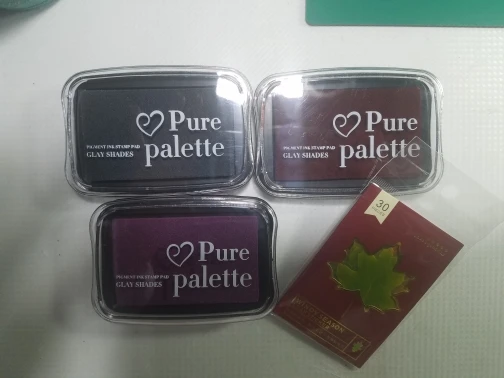 Pure
palette
PIGMENT INK STAMP PAD
GLAY SHADES
Pure
palette
PIGMENT INK STAMP PAD
GLAY SHADES
Pure
palette
PIGMENT INK STAMP PAD
GLAY SHADES
30